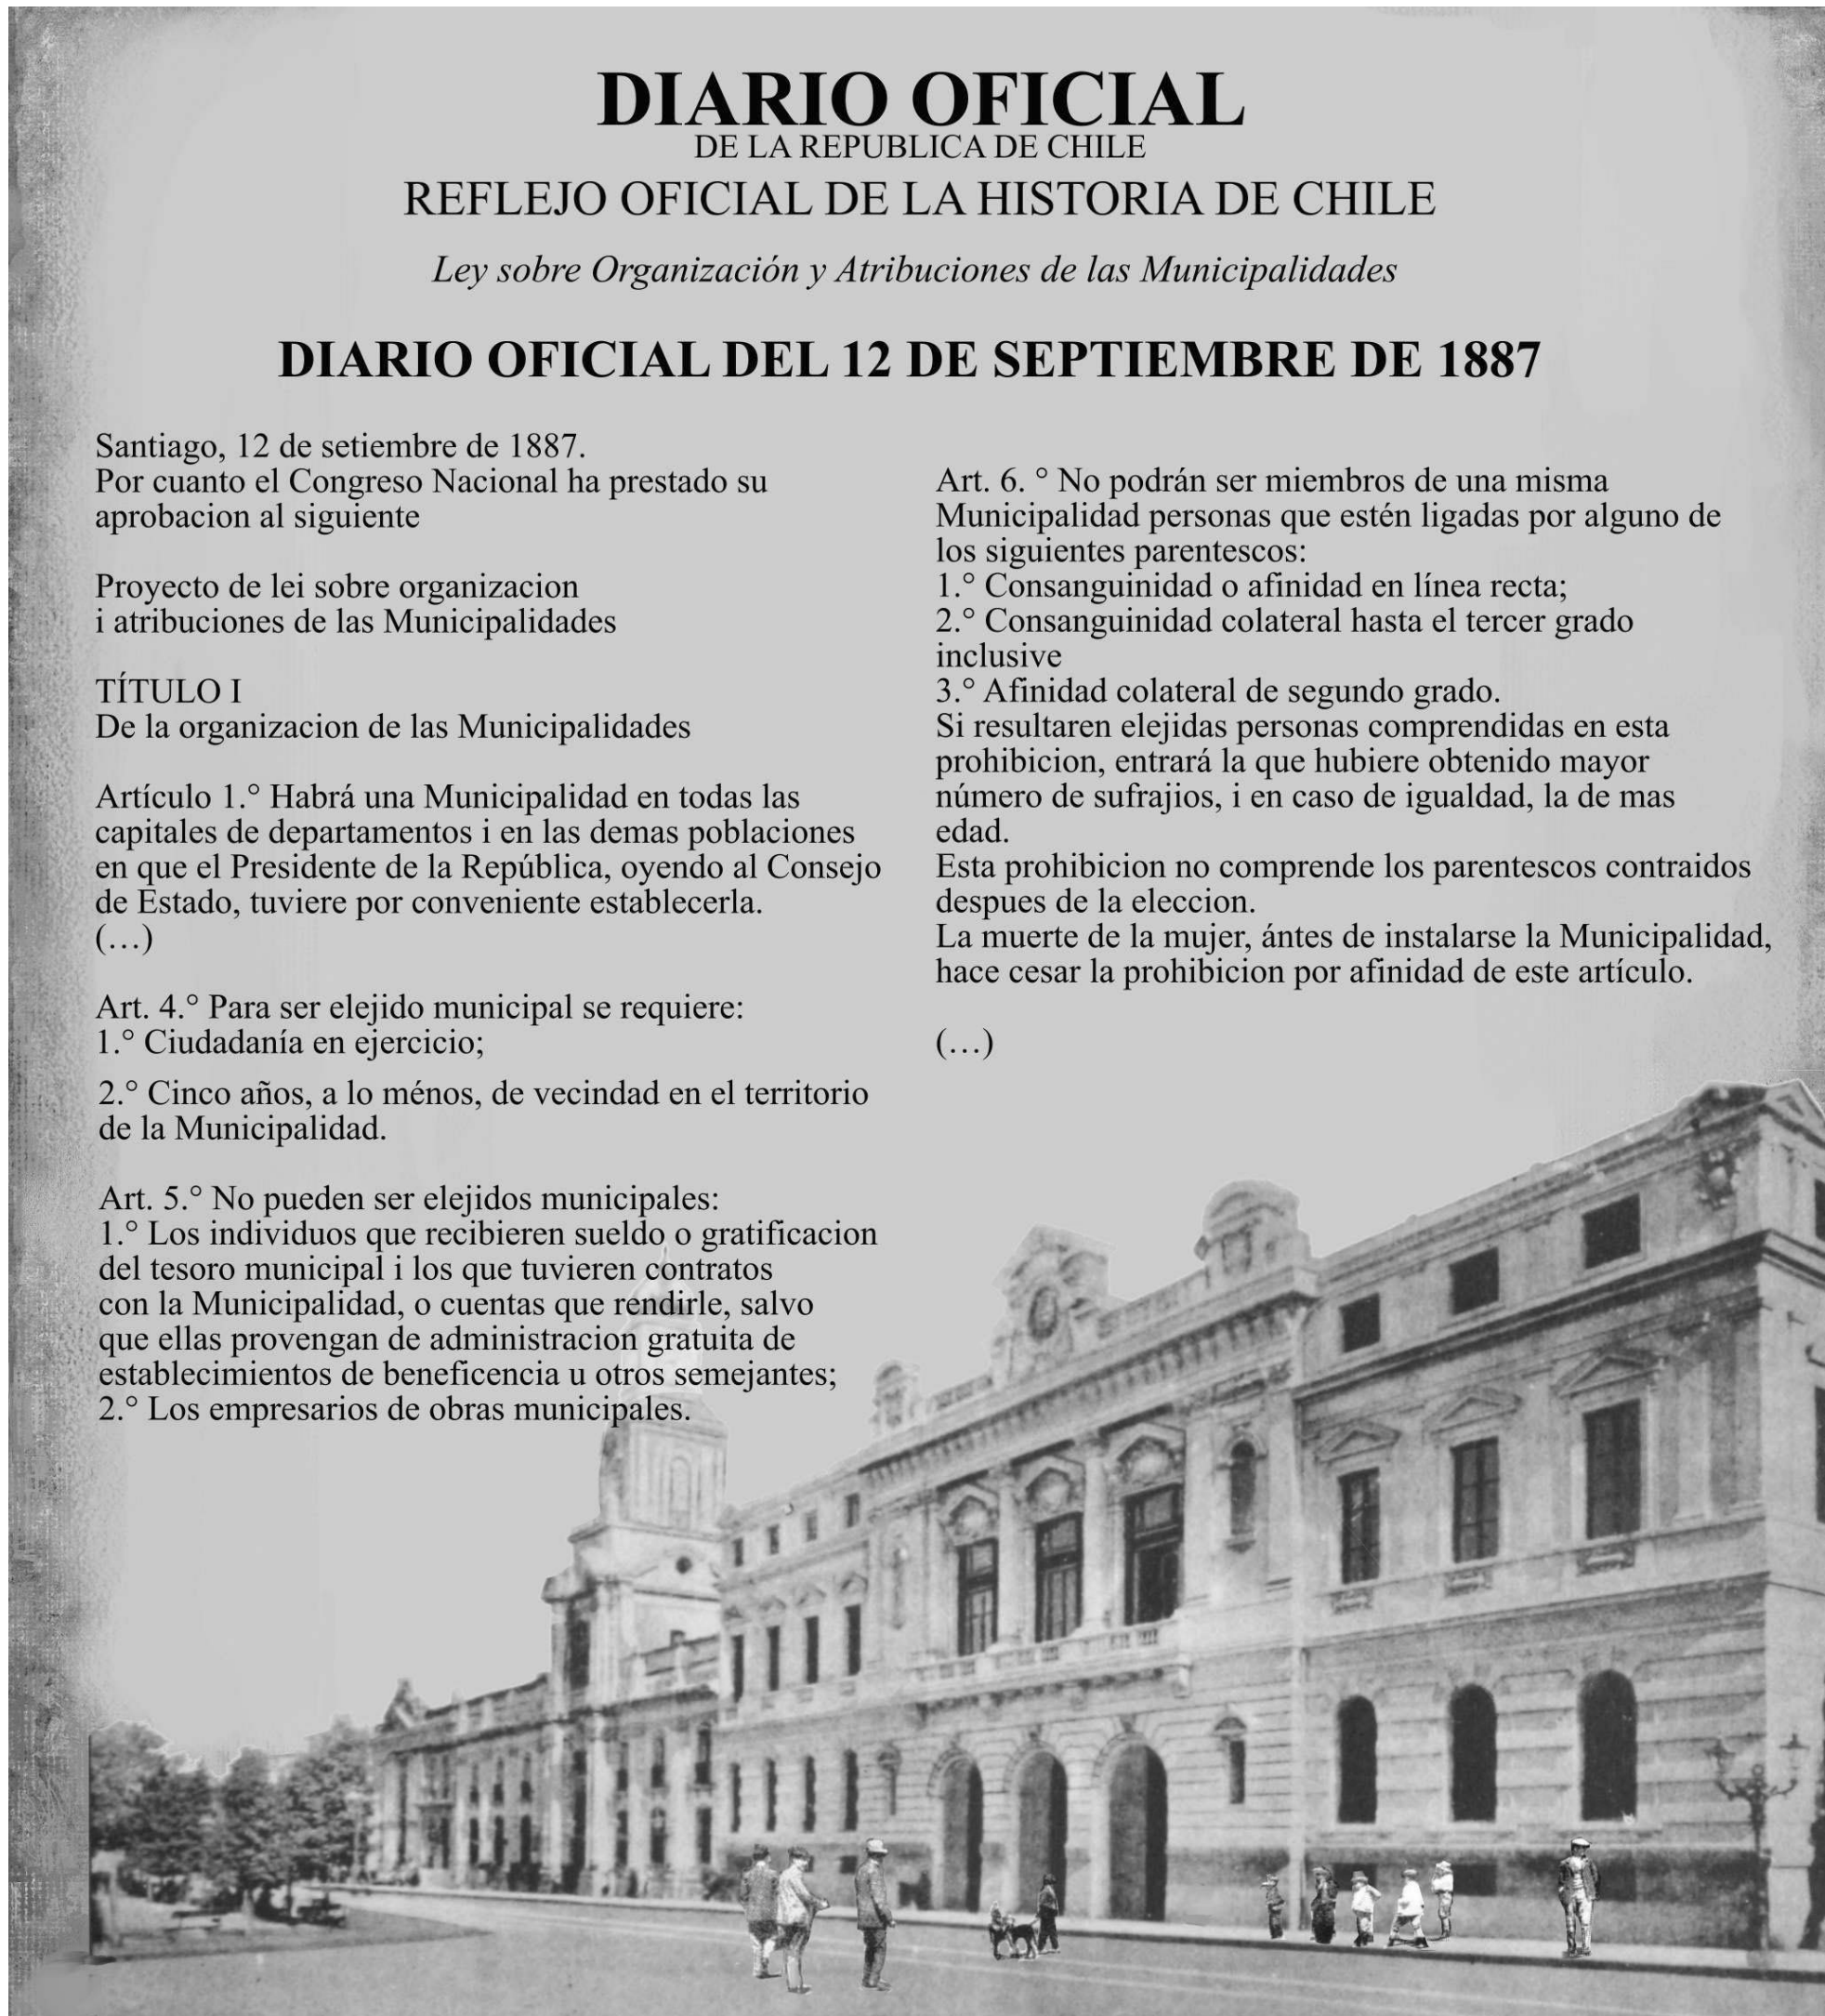 DIARIO OFICIAL
DE LA REPUBLICA DE CHILE
REFLEJO OFICIAL DE LA HISTORIA DE CHILE
Ley sobre Organización y Atribuciones de las Municipalidades
DIARIO OFICIAL DEL 12 DE SEPTIEMBRE DE 1887
Santiago, 12 de setiembre de 1887.
Por cuanto el Congreso Nacional ha prestado su
aprobacion al siguiente
Proyecto de lei sobre organizacion
i atribuciones de las Municipalidades
TÍTULO I
De la organizacion de las Municipalidades
Artículo 1.° Habrá una Municipalidad en todas las
capitales de departamentos i en las demas poblaciones
en que el Presidente de la República, oyendo al Consejo
de Estado, tuviere por conveniente establecerla.
(…)
Art. 4.° Para ser elejido municipal se requiere:
1.° Ciudadanía en ejercicio;
2.° Cinco años, a lo ménos, de vecindad en el territorio
de la Municipalidad.
Art. 5.° No pueden ser elejidos municipales:
1.° Los individuos que recibieren sueldo o gratificacion
del tesoro municipal i los que tuvieren contratos
con la Municipalidad, o cuentas que rendirle, salvo
que ellas provengan de administracion gratuita de
establecimientos de beneficencia u otros semejantes;
2.° Los empresarios de obras municipales.
Art. 6. ° No podrán ser miembros de una misma
Municipalidad personas que estén ligadas por alguno de
los siguientes parentescos:
1.° Consanguinidad o afinidad en línea recta;
2.° Consanguinidad colateral hasta el tercer grado
inclusive
3.° Afinidad colateral de segundo grado.
Si resultaren elejidas personas comprendidas en esta
prohibicion, entrará la que hubiere obtenido mayor
número de sufrajios, i en caso de igualdad, la de mas
edad.
Esta prohibicion no comprende los parentescos contraidos
despues de la eleccion.
La muerte de la mujer, ántes de instalarse la Municipalidad,
hace cesar la prohibicion por afinidad de este artículo.
(…)